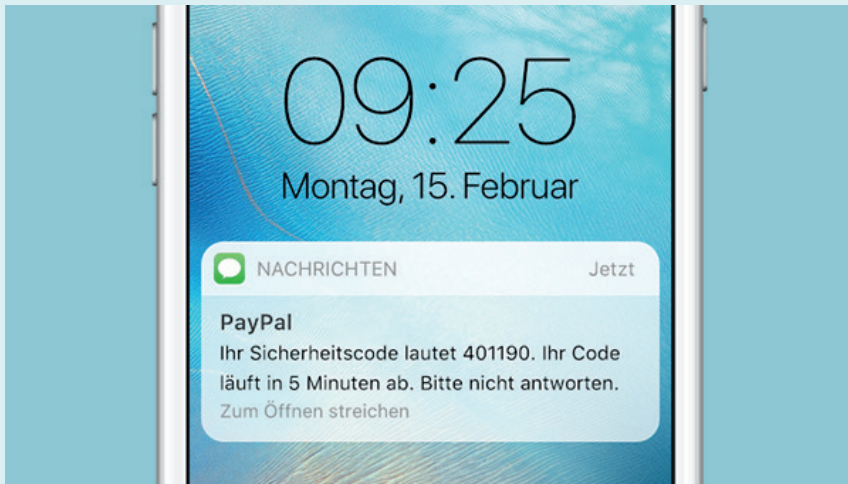 09:25
Montag, 15. Februar
NACHRICHTEN Jetzt
PayPal
Ihr Sicherheitscode lautet 401190. Ihr Code
läuft in 5 Minuten ab. Bitte nicht antworten.
Zum Öffnen streichen